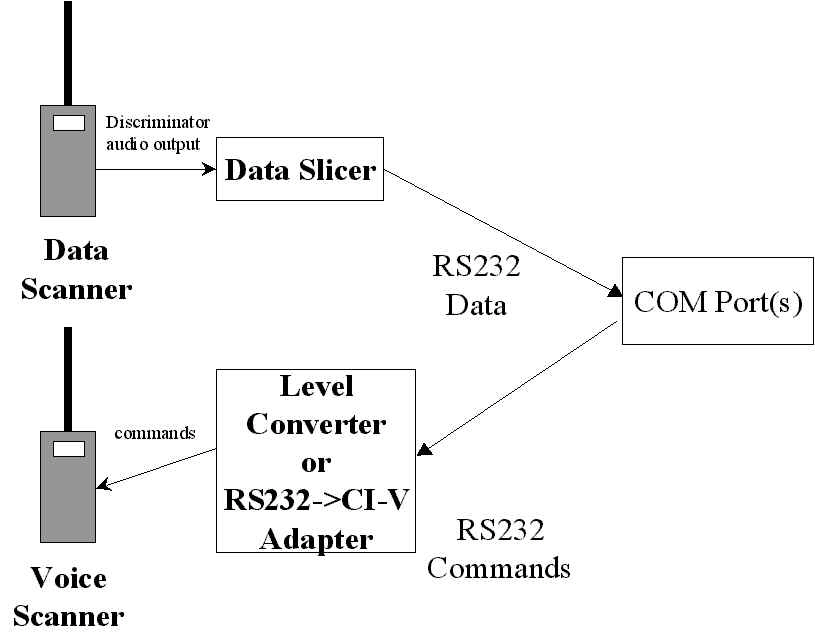 Discriminator
audio output
Data Slicer
Data
Scanner
RS232
Data
COM Port(s)
Level
Converter
or
RS232->CI-V
Adapter
commands
RS232
Commands
Voice
Scanner